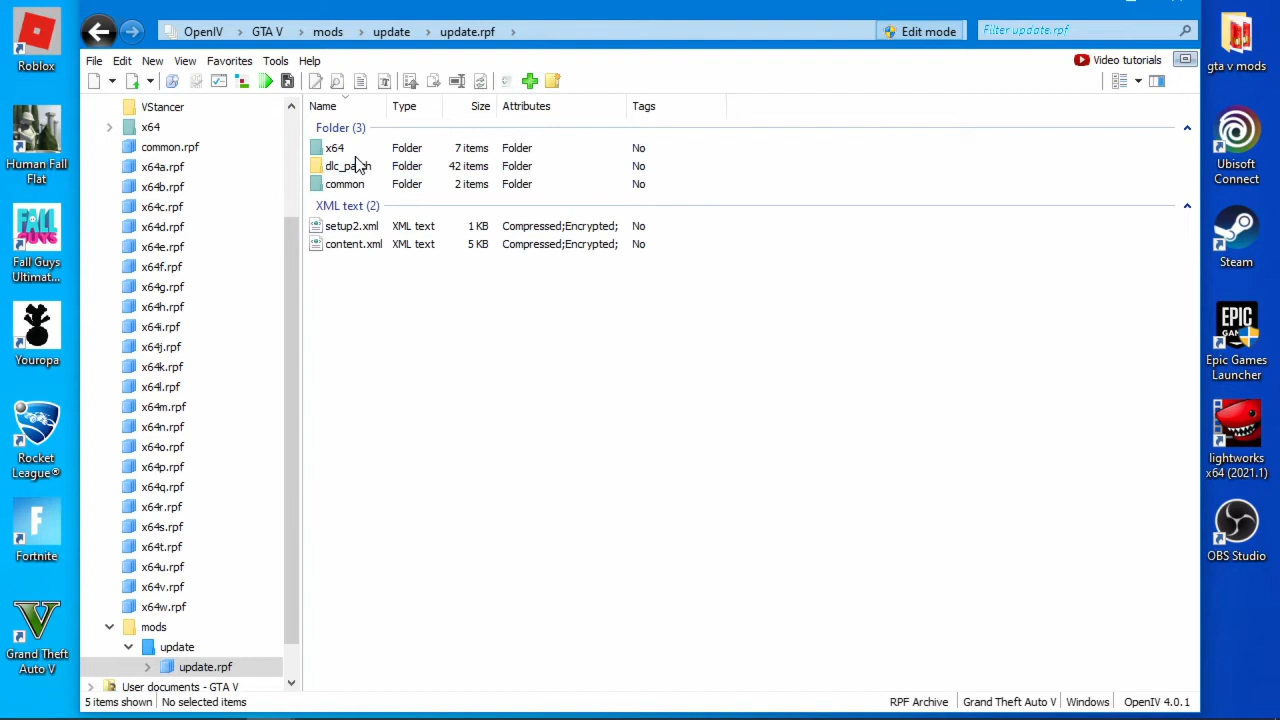 OpenIV > GTA V > mods > update > update.rpf >
Edit mode
Filter update.rpf
File Edit New View Favorites Tools Help
Video tutorials
VStancer
x64
common.rpf
x64a.rpf
x64b.rpf
x64c.rpf
x64d.rpf
x64e.rpf
x64f.rpf
x64g.rpf
x64h.rpf
x64i.rpf
x64j.rpf
x64k.rpf
x64l.rpf
x64m.rpf
x64n.rpf
x64o.rpf
x64p.rpf
x64q.rpf
x64r.rpf
x64s.rpf
x64t.rpf
x64u.rpf
x64v.rpf
x64w.rpf
mods
update
update.rpf
User documents - GTA V
Name Type Size Attributes Tags
Folder (3)
x64 Folder 7 items Folder No
dlc_patch Folder 42 items Folder No
common Folder 2 items Folder No
XML text (2)
setup2.xml XML text 1 KB Compressed;Encrypted; No
content.xml XML text 5 KB Compressed;Encrypted; No
5 items shown No selected items
RPF Archive Grand Theft Auto V Windows OpenIV 4.0.1
Roblox
Human Fall
Flat
FALL
GUYS
Fall Guys
Ultimat...
Youropa
Rocket
League®
Fortnite
Grand Theft
Auto V
gta v mods
Ubisoft
Connect
Steam
EPIC
GAMES
Epic Games
Launcher
lightworks
x64 (2021.1)
OBS Studio